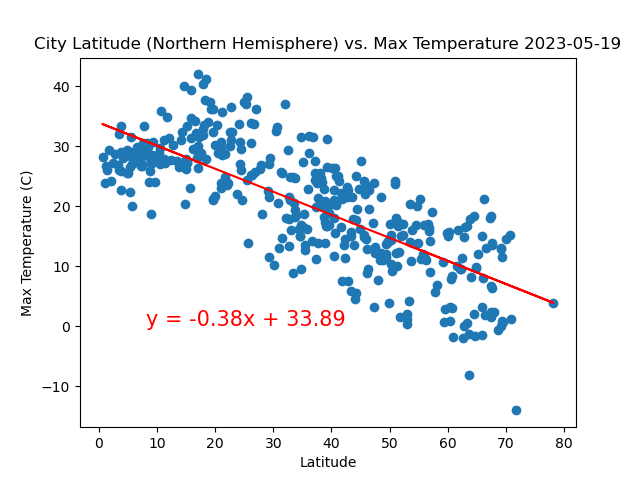 City Latitude (Northern Hemisphere) vs. Max Temperature 2023-05-19
Max Temperature (C)
40
30
20
10
0
−10
y = -0.38x + 33.89
0 10 20 30 40 50 60 70 80
Latitude